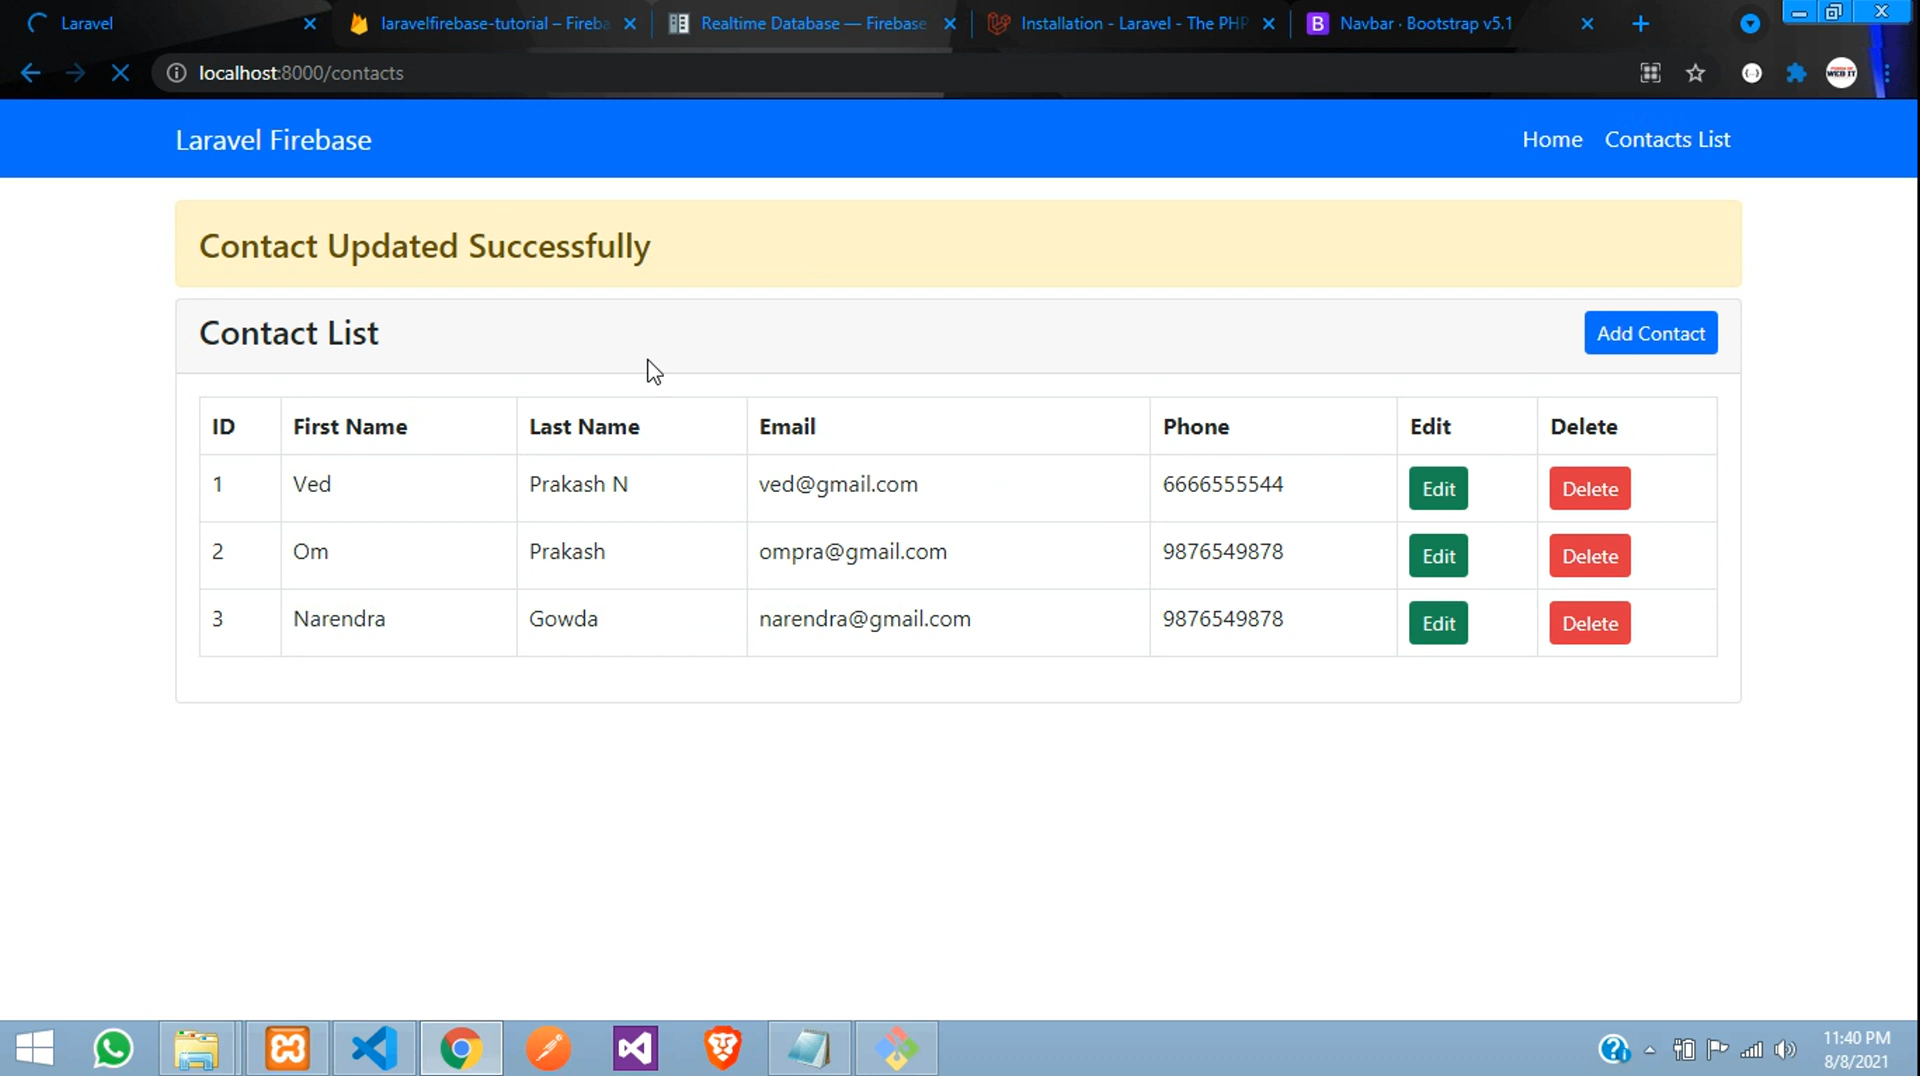 Laravel
laravelfirebase-tutorial – Fireba
Realtime Database — Firebase
Installation - Laravel - The PHP
B Navbar · Bootstrap v5.1
localhost:8000/contacts
WEB IT
Laravel Firebase
Home Contacts List
Contact Updated Successfully
Contact List
Add Contact
ID First Name Last Name Email Phone Edit Delete
1 Ved Prakash N ved@gmail.com 6666555544 Edit Delete
2 Om Prakash ompra@gmail.com 9876549878 Edit Delete
3 Narendra Gowda narendra@gmail.com 9876549878 Edit Delete
11:40 PM
8/8/2021